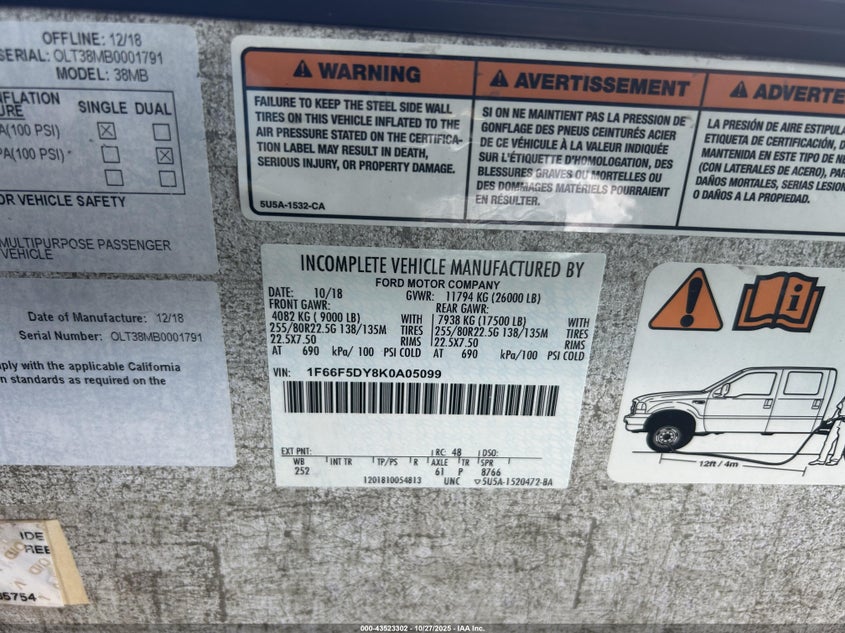 OFFLINE: 12/18
SERIAL: OLT38MB0001791
MODEL: 38MB
SINGLE DUAL
(100 PSI)
(100 PSI)
OR VEHICLE SAFETY
MULTIPURPOSE PASSENGER
VEHICLE
Date of Manufacture: 12/18
Serial Number: OLT38MB0001791
with the applicable California
standards as required on the
IDE
WARNING
FAILURE TO KEEP THE STEEL SIDE WALL
TIRES ON THIS VEHICLE INFLATED TO THE
AIR PRESSURE STATED ON THE CERTIFICA-
TION LABEL MAY RESULT IN DEATH,
SERIOUS INJURY, OR PROPERTY DAMAGE.
5U5A-1532-CA
AVERTISSEMENT
SI ON NE MAINTIENT PAS LA PRESSION DE
GONFLAGE DES PNEUS CEINTURÉS ACIER
DE CE VÉHICULE À LA VALEUR INDIQUÉE
SUR L'ÉTIQUETTE D'HOMOLOGATION, DES
BLESSURES GRAVES OU MORTELLES OU
DES DOMMAGES MATÉRIELS POURRAIENT
EN RÉSULTER.
ADVERTE
LA PRESIÓN DE AIRE ESTIPULA
ETIQUETA DE CERTIFICACIÓN, D
MANTENIDA EN ESTE TIPO DE NE
(CON LATERALES DE ACERO), PAR
DAÑOS MORTALES, SERIAS LESION
O DAÑOS A LA PROPIEDAD.
INCOMPLETE VEHICLE MANUFACTURED BY
FORD MOTOR COMPANY
DATE: 10/18 GVWR: 11794 KG (26000 LB)
FRONT GAWR: REAR GAWR:
4082 KG ( 9000 LB) WITH 7938 KG (17500 LB) WITH
255/80R22.5G 138/135M TIRES 255/80R22.5G 138/135M TIRES
22.5X7.50 RIMS 22.5X7.50 RIMS
AT 690 kPa/ 100 PSI COLD AT 690 kPa/100 PSI COLD
VIN: 1F66F5DY8K0A05099
EXT PNT: RC: 48 DSO:
WB INT TR TP/PS R AXLE TR SPR
252 61 P 8766
1201810054813 UNC 5U5A-1520472-BA
12ft / 4m
000-43523302 - 10/27/2025 - IAA Inc.